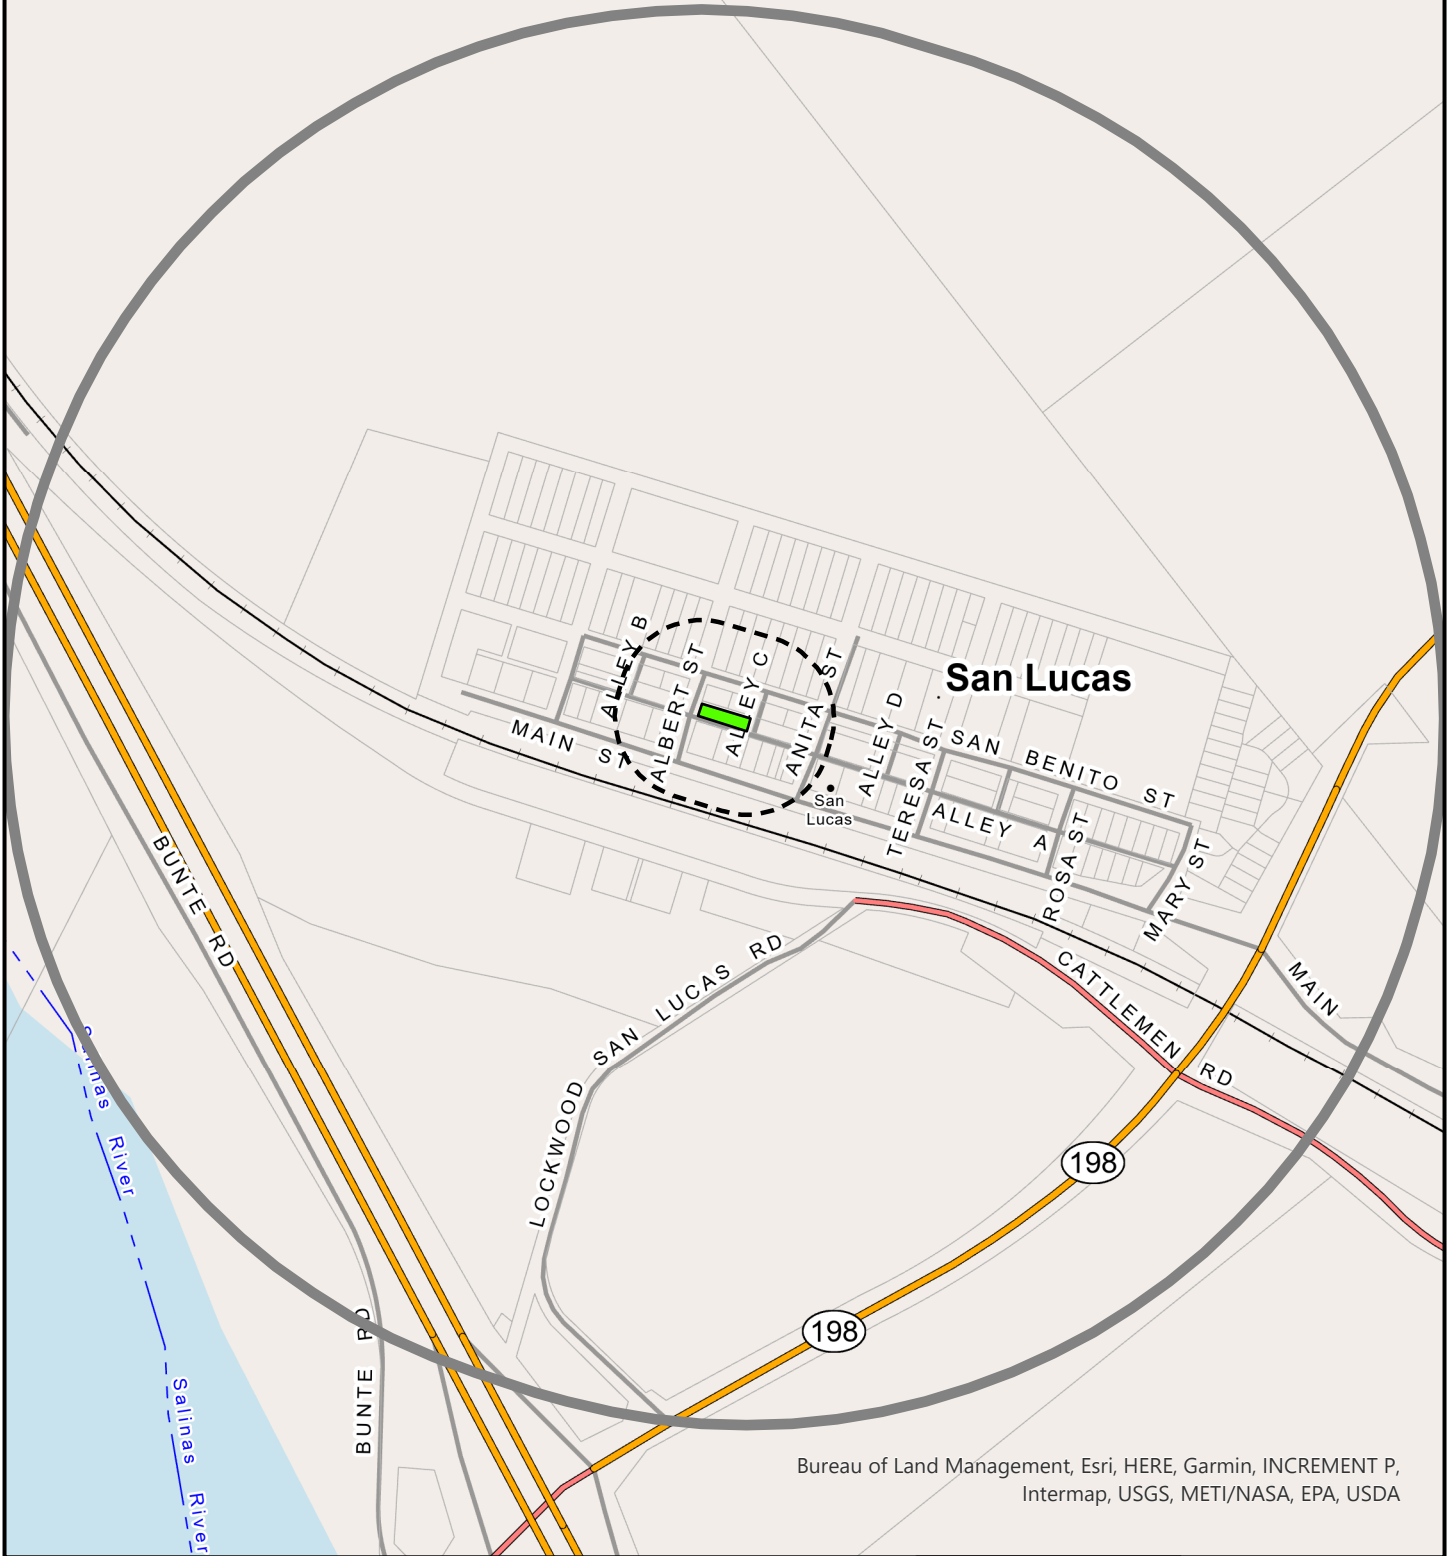 ALLEY B
ALBERT ST
ALLEY C
ANITA ST
San Lucas
ALLEY D
TERESA ST
SAN BENITO ST
MAIN ST
San
Lucas
ALLEY A
ROSA ST
MARY ST
BUNTE RD
LOCKWOOD SAN LUCAS RD
CATTLEMEN RD
MAIN
Salinas River
198
198
BUNTE RD
Salinas River
Bureau of Land Management, Esri, HERE, Garmin, INCREMENT P,
Intermap, USGS, METI/NASA, EPA, USDA